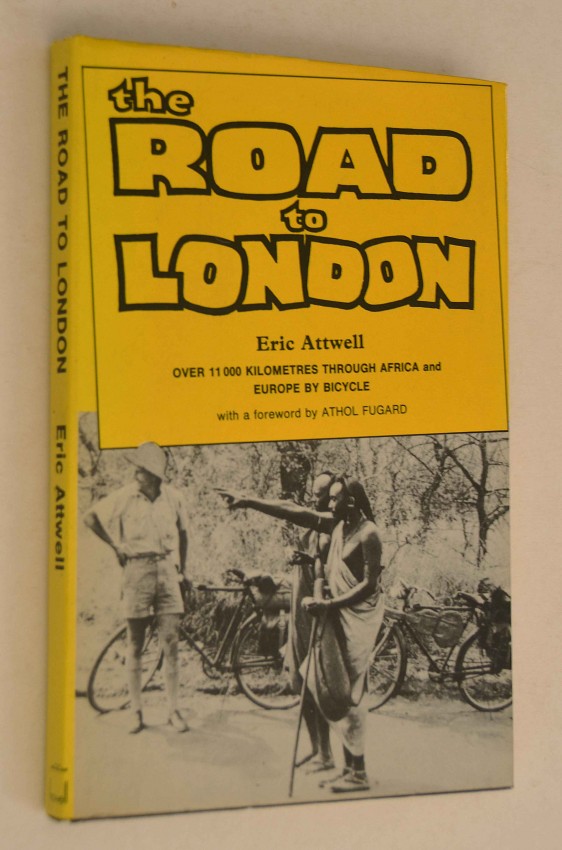 THE ROAD TO LONDON Eric Attwell
the
ROAD
to
LONDON
Eric Attwell
OVER 11 000 KILOMETRES THROUGH AFRICA and
EUROPE BY BICYCLE
with a foreword by ATHOL FUGARD